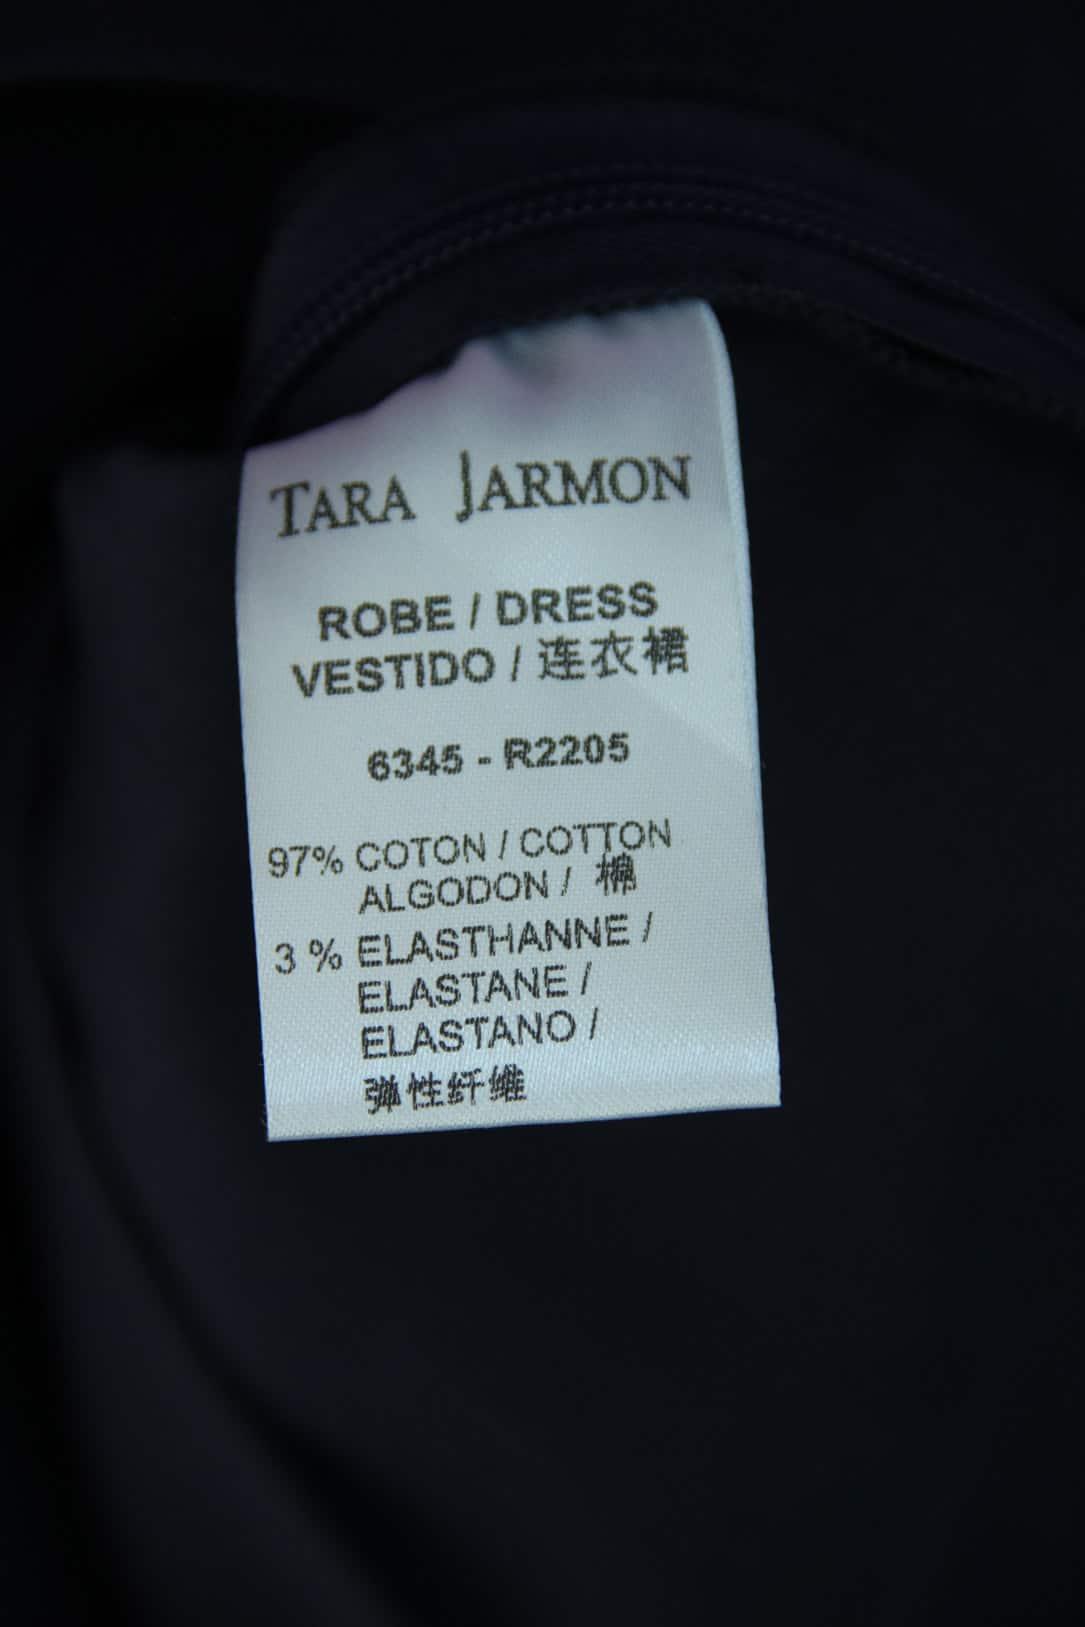 TARA JARMON
ROBE / DRESS
VESTIDO / 连衣裙
6345 - R2205
97% COTON / COTTON
ALGODON / 棉
3 % ELASTHANNE /
ELASTANE /
ELASTANO /
弹性纤维